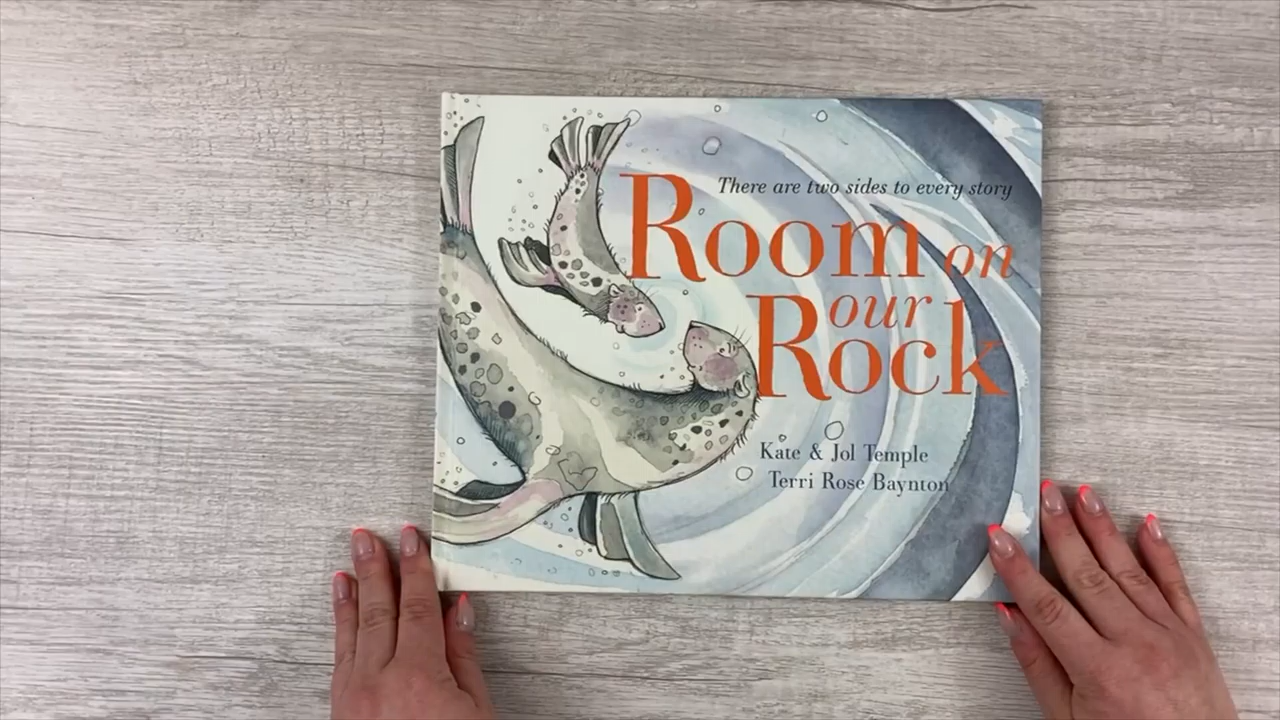 There are two sides to every story
Room on
our
Rock
Kate & Jol Temple
Terri Rose Baynton